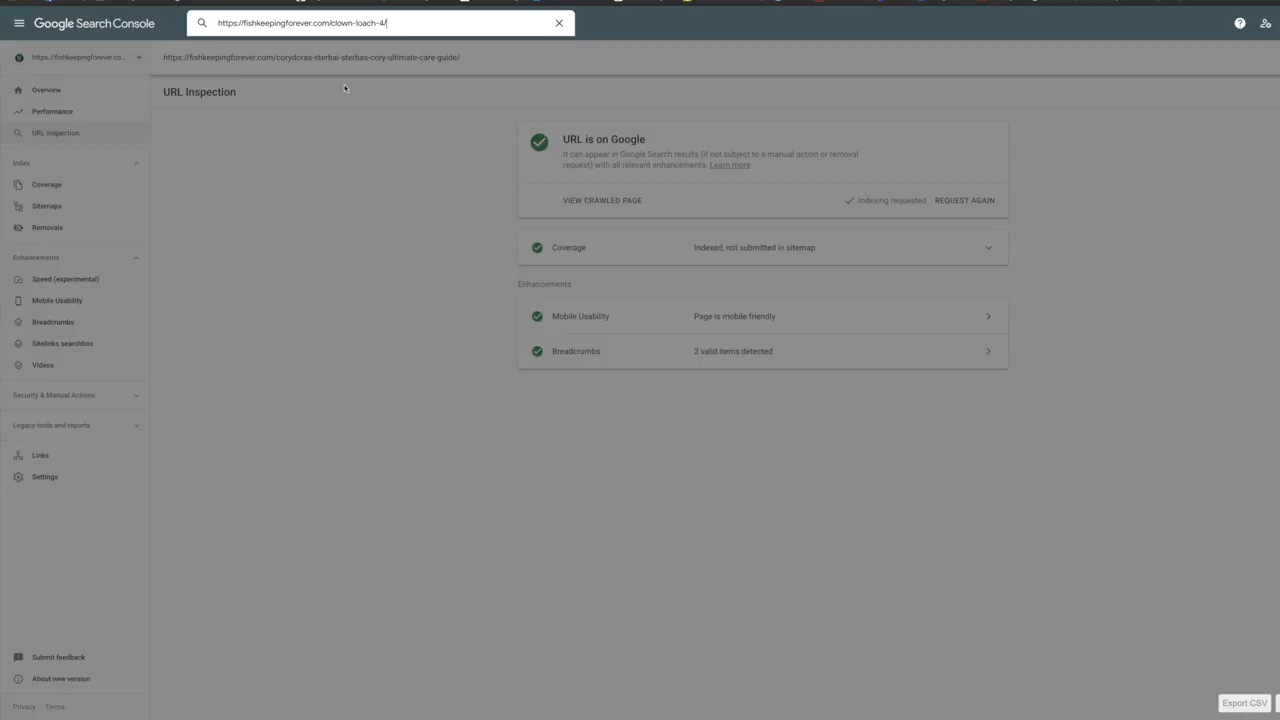 Google Search Console
https://fishkeepingforever.com/clown-loach-4/
https://fishkeepingforever.co...
https://fishkeepingforever.com/corydoras-sterbai-sterbas-cory-ultimate-care-guide/
Overview
Performance
URL inspection
Index
Coverage
Sitemaps
Removals
Enhancements
Speed (experimental)
Mobile Usability
Breadcrumbs
Sitelinks searchbox
Videos
Security & Manual Actions
Legacy tools and reports
Links
Settings
Submit feedback
About new version
Privacy Terms
URL Inspection
URL is on Google
It can appear in Google Search results (if not subject to a manual action or removal
request) with all relevant enhancements. Learn more
VIEW CRAWLED PAGE
Indexing requested
REQUEST AGAIN
Coverage
Indexed, not submitted in sitemap
Enhancements
Mobile Usability
Page is mobile friendly
Breadcrumbs
2 valid items detected
Export CSV